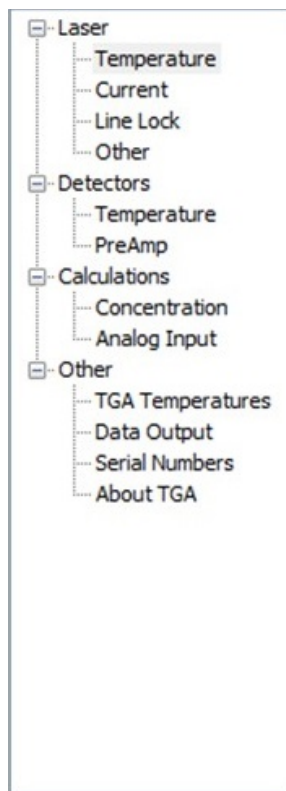 Laser
Temperature
Current
Line Lock
Other
Detectors
Temperature
PreAmp
Calculations
Concentration
Analog Input
Other
TGA Temperatures
Data Output
Serial Numbers
About TGA